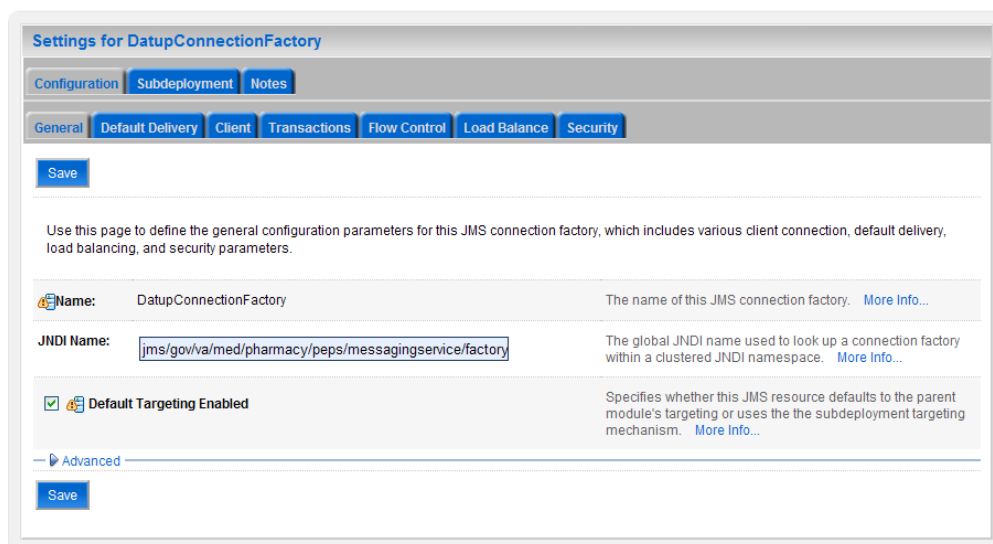 Settings for DatupConnectionFactory
Configuration Subdeployment Notes
General Default Delivery Client Transactions Flow Control Load Balance Security
Save
Use this page to define the general configuration parameters for this JMS connection factory, which includes various client connection, default delivery,
load balancing, and security parameters.
Name: DatupConnectionFactory The name of this JMS connection factory. More Info...
JNDI Name: jms/gov/va/med/pharmacy/peps/messagingservice/factory The global JNDI name used to look up a connection factory
within a clustered JNDI namespace. More Info...
Default Targeting Enabled Specifies whether this JMS resource defaults to the parent
module's targeting or uses the the subdeployment targeting
mechanism. More Info...
Advanced
Save